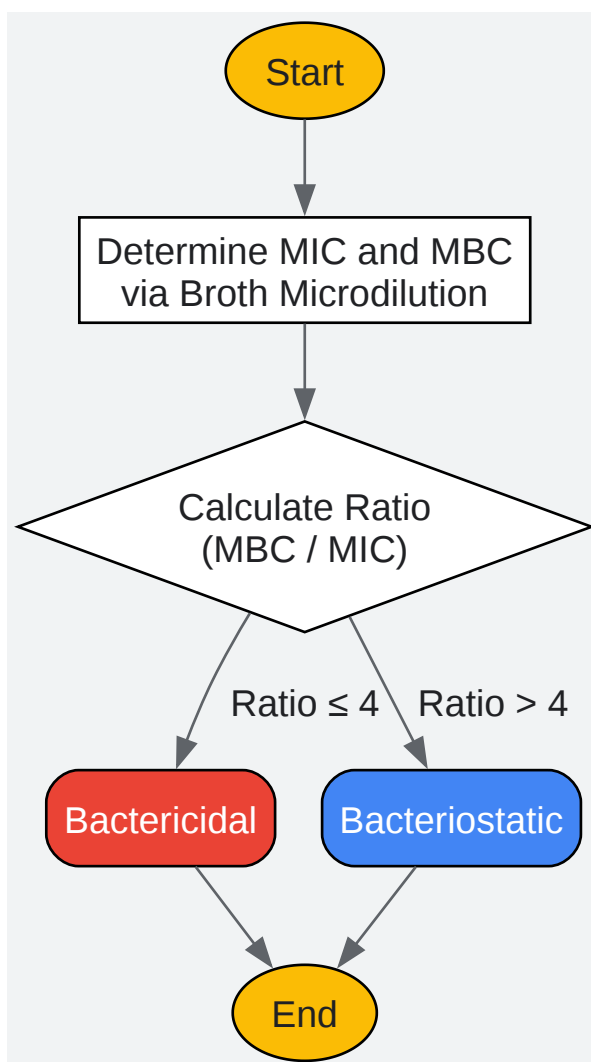 Start
Determine MIC and MBC
via Broth Microdilution
Calculate Ratio
(MBC / MIC)
Ratio ≤ 4
Ratio > 4
Bactericidal
Bacteriostatic
End